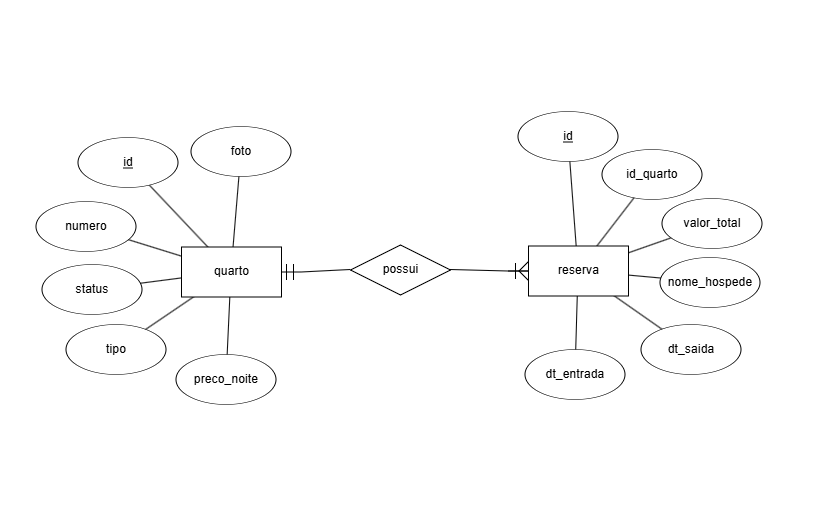 id
foto
numero
quarto
status
tipo
preco_noite
possui
id
id_quarto
valor_total
reserva
nome_hospede
dt_saida
dt_entrada